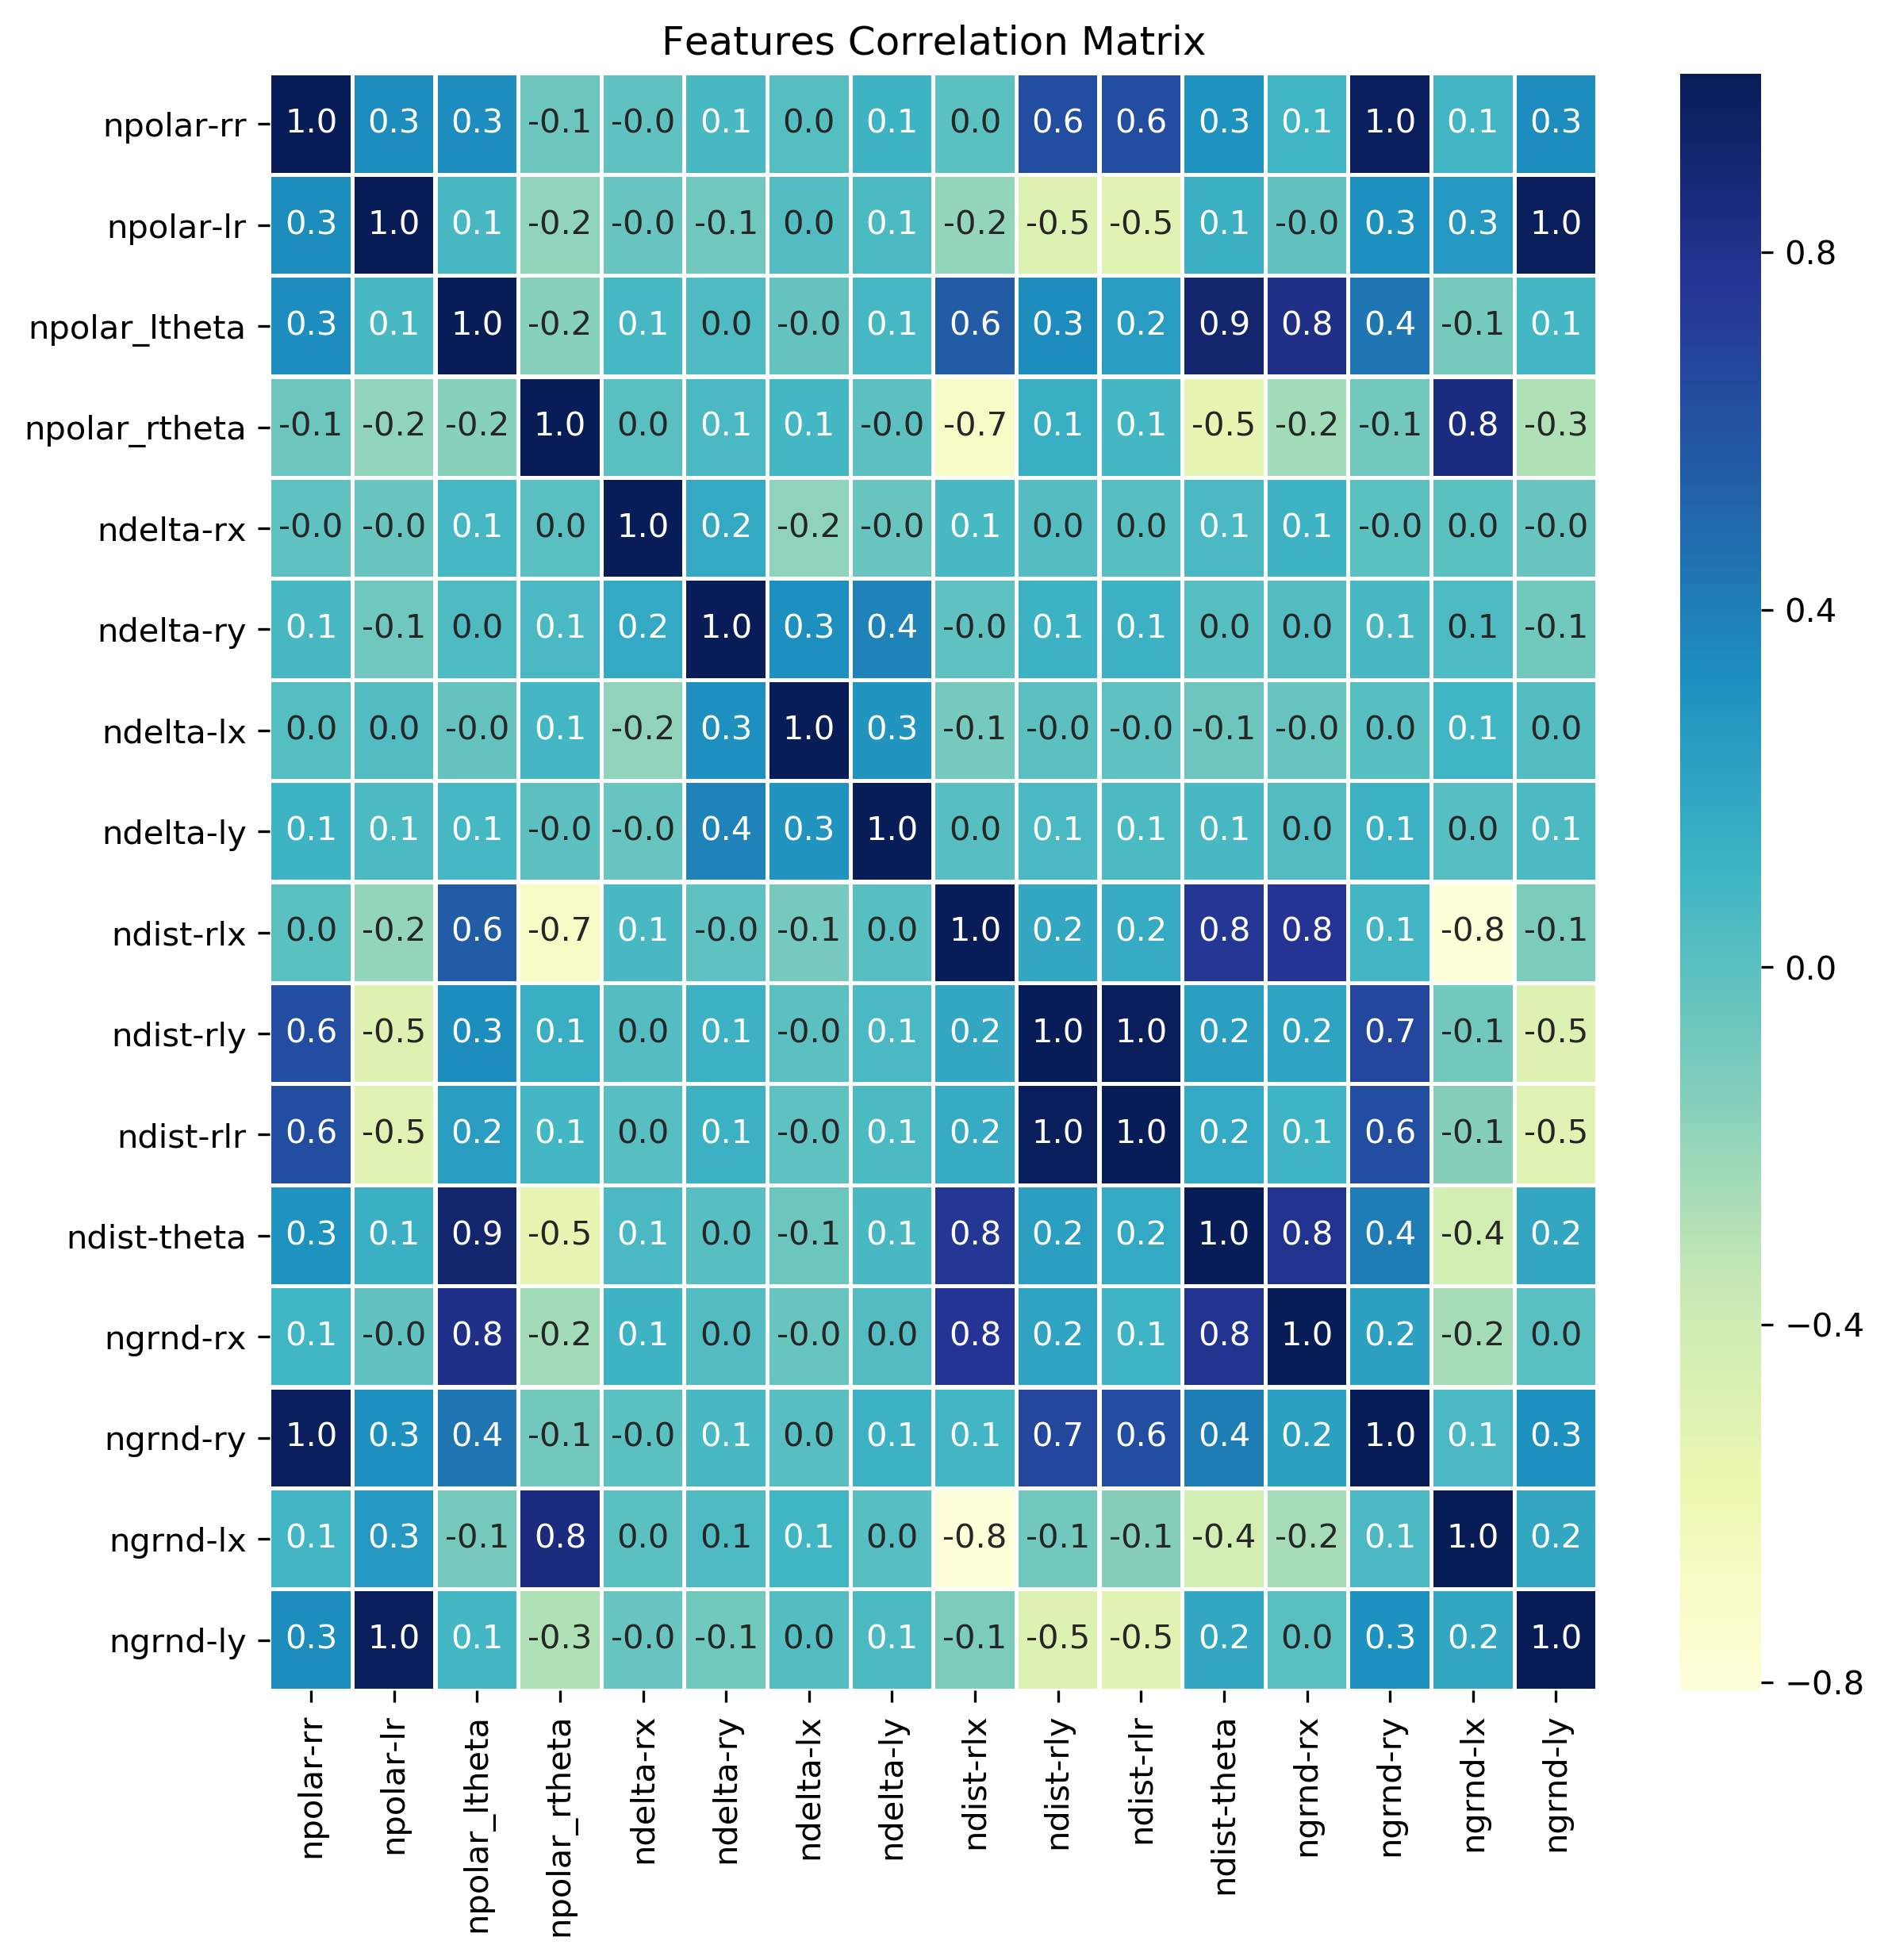 Features Correlation Matrix
npolar-rr 1.0 0.3 0.3 -0.1 -0.0 0.1 0.0 0.1 0.0 0.6 0.6 0.3 0.1 1.0 0.1 0.3
npolar-lr 0.3 1.0 0.1 -0.2 -0.0 -0.1 0.0 0.1 -0.2 -0.5 -0.5 0.1 -0.0 0.3 0.3 1.0
0.8
npolar_ltheta 0.3 0.1 1.0 -0.2 0.1 0.0 -0.0 0.1 0.6 0.3 0.2 0.9 0.8 0.4 -0.1 0.1
npolar_rtheta -0.1 -0.2 -0.2 1.0 0.0 0.1 0.1 -0.0 -0.7 0.1 0.1 -0.5 -0.2 -0.1 0.8 -0.3
ndelta-rx -0.0 -0.0 0.1 0.0 1.0 0.2 -0.2 -0.0 0.1 0.0 0.0 0.1 0.1 -0.0 0.0 -0.0
0.4
ndelta-ry 0.1 -0.1 0.0 0.1 0.2 1.0 0.3 0.4 -0.0 0.1 0.1 0.0 0.0 0.1 0.1 -0.1
ndelta-lx 0.0 0.0 -0.0 0.1 -0.2 0.3 1.0 0.3 -0.1 -0.0 -0.0 -0.1 -0.0 0.0 0.1 0.0
ndelta-ly 0.1 0.1 0.1 -0.0 -0.0 0.4 0.3 1.0 0.0 0.1 0.1 0.1 0.0 0.1 0.0 0.1
ndist-rlx 0.0 -0.2 0.6 -0.7 0.1 -0.0 -0.1 0.0 1.0 0.2 0.2 0.8 0.8 0.1 -0.8 -0.1
0.0
ndist-rly 0.6 -0.5 0.3 0.1 0.0 0.1 -0.0 0.1 0.2 1.0 1.0 0.2 0.2 0.7 -0.1 -0.5
ndist-rlr 0.6 -0.5 0.2 0.1 0.0 0.1 -0.0 0.1 0.2 1.0 1.0 0.2 0.1 0.6 -0.1 -0.5
ndist-theta 0.3 0.1 0.9 -0.5 0.1 0.0 -0.1 0.1 0.8 0.2 0.2 1.0 0.8 0.4 -0.4 0.2
−0.4
ngrnd-rx 0.1 -0.0 0.8 -0.2 0.1 0.0 -0.0 0.0 0.8 0.2 0.1 0.8 1.0 0.2 -0.2 0.0
ngrnd-ry 1.0 0.3 0.4 -0.1 -0.0 0.1 0.0 0.1 0.1 0.7 0.6 0.4 0.2 1.0 0.1 0.3
ngrnd-lx 0.1 0.3 -0.1 0.8 0.0 0.1 0.1 0.0 -0.8 -0.1 -0.1 -0.4 -0.2 0.1 1.0 0.2
ngrnd-ly 0.3 1.0 0.1 -0.3 -0.0 -0.1 0.0 0.1 -0.1 -0.5 -0.5 0.2 0.0 0.3 0.2 1.0
−0.8
npolar-rr
npolar-lr
npolar_ltheta
npolar_rtheta
ndelta-rx
ndelta-ry
ndelta-lx
ndelta-ly
ndist-rlx
ndist-rly
ndist-rlr
ndist-theta
ngrnd-rx
ngrnd-ry
ngrnd-lx
ngrnd-ly